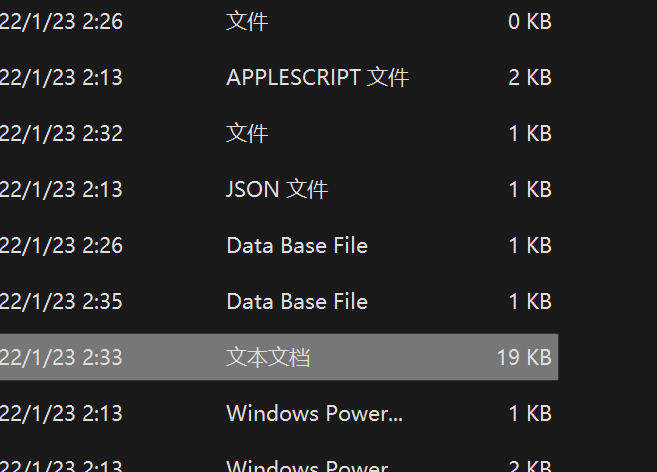 22/1/23 2:26 文件 0 KB
22/1/23 2:13 APPLESCRIPT 文件 2 KB
22/1/23 2:32 文件 1 KB
22/1/23 2:13 JSON 文件 1 KB
22/1/23 2:26 Data Base File 1 KB
22/1/23 2:35 Data Base File 1 KB
22/1/23 2:33 文本文档 19 KB
22/1/23 2:13 Windows Power... 1 KB
22/1/23 2:13 Windows Power... 2 KB